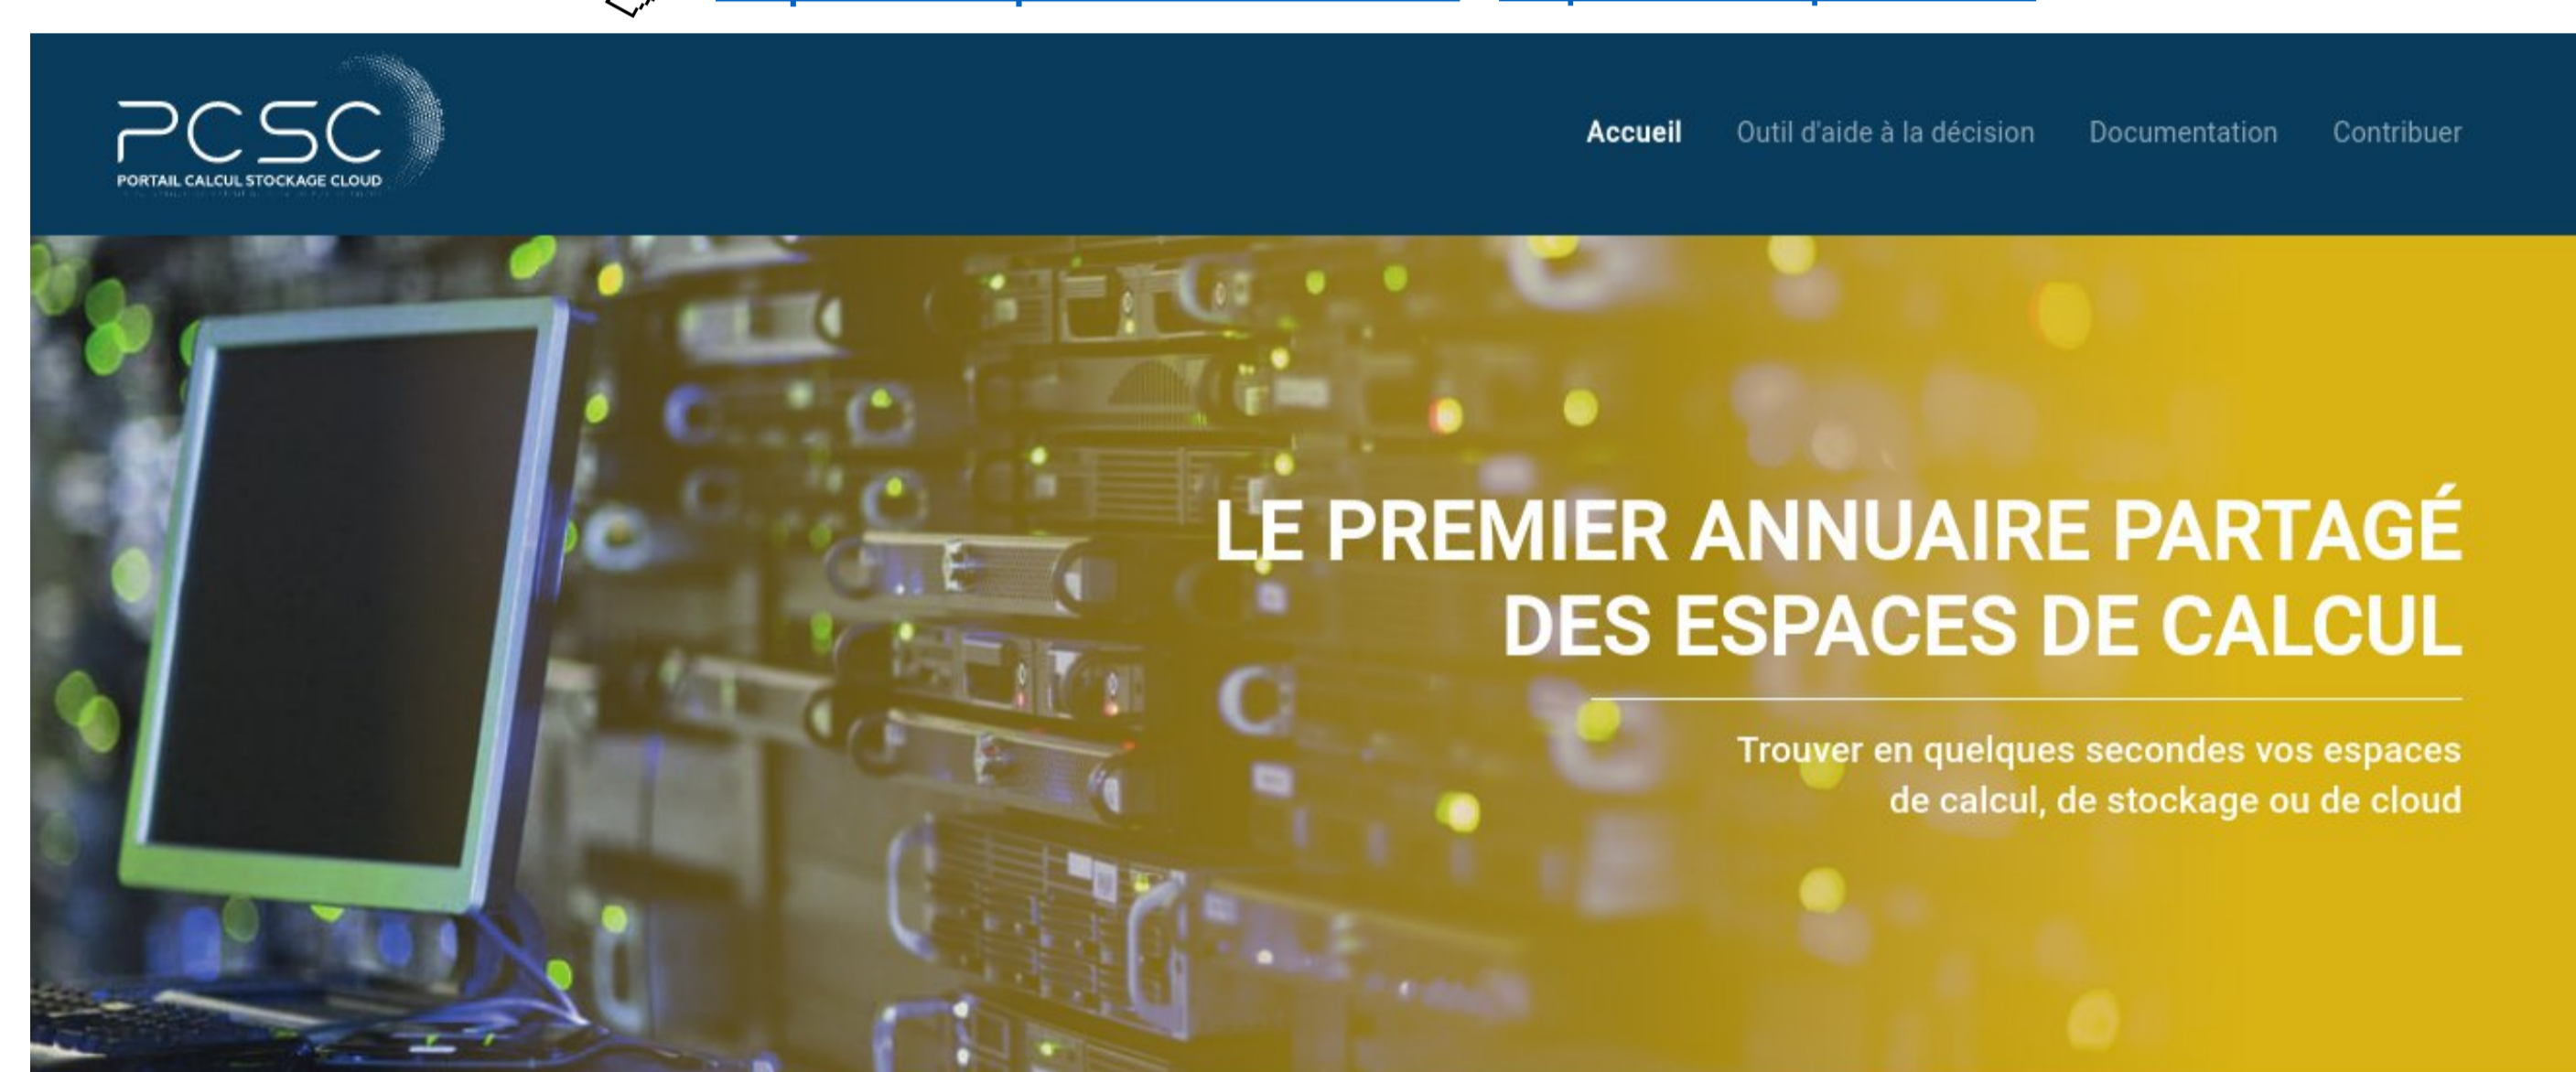 PCSC
PORTAIL CALCUL STOCKAGE CLOUD
Accueil Outil d'aide à la décision Documentation Contribuer
LE PREMIER ANNUAIRE PARTAGÉ
DES ESPACES DE CALCUL
Trouver en quelques secondes vos espaces
de calcul, de stockage ou de cloud